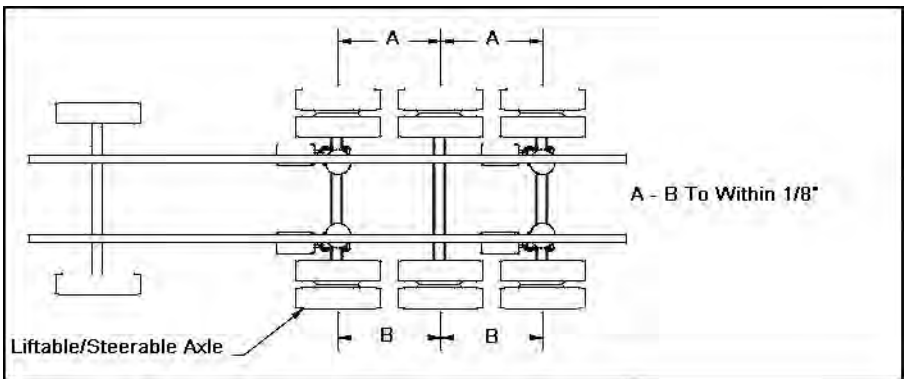 A A
A - B To Within 1/8"
Liftable/Steerable Axle
B B